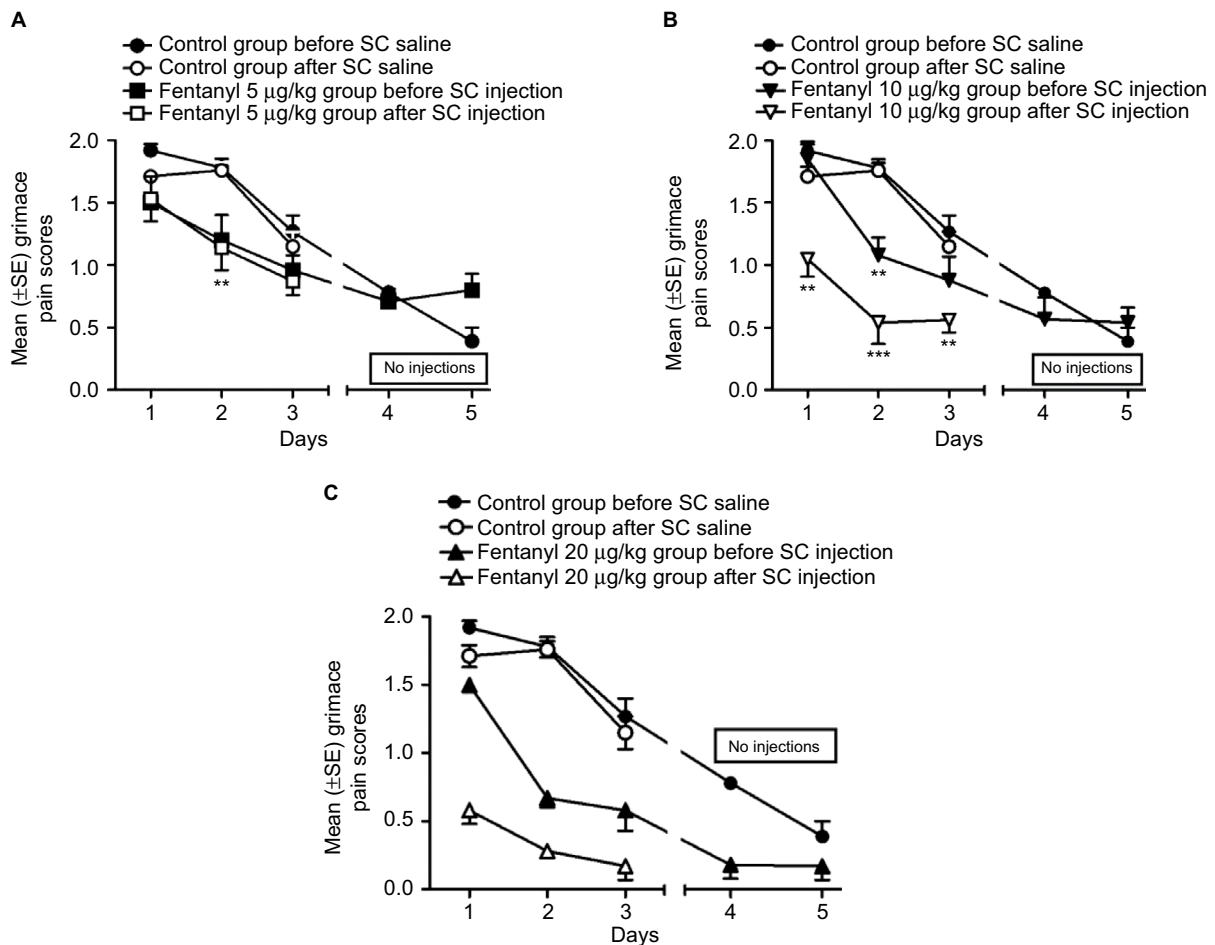 A
Control group before SC saline
Control group after SC saline
Fentanyl 5 μg/kg group before SC injection
Fentanyl 5 μg/kg group after SC injection
Mean (±SE) grimace
pain scores
2.0
1.5
1.0
0.5
0.0
**
No injections
1 2 3 4 5
Days
B
Control group before SC saline
Control group after SC saline
Fentanyl 10 μg/kg group before SC injection
Fentanyl 10 μg/kg group after SC injection
Mean (±SE) grimace
pain scores
2.0
1.5
1.0
0.5
0.0
**
**
***
**
No injections
1 2 3 4 5
Days
C
Control group before SC saline
Control group after SC saline
Fentanyl 20 μg/kg group before SC injection
Fentanyl 20 μg/kg group after SC injection
Mean (±SE) grimace
pain scores
2.0
1.5
1.0
0.5
0.0
No injections
1 2 3 4 5
Days